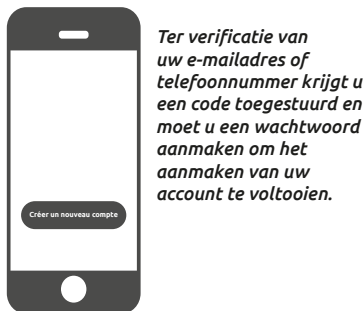 Ter verificatie van
uw e-mailadres of
telefoonnummer krijgt u
een code toegestuurd en
moet u een wachtwoord
aanmaken om het
aanmaken van uw
account te voltooien.
Créer un nouveau compte